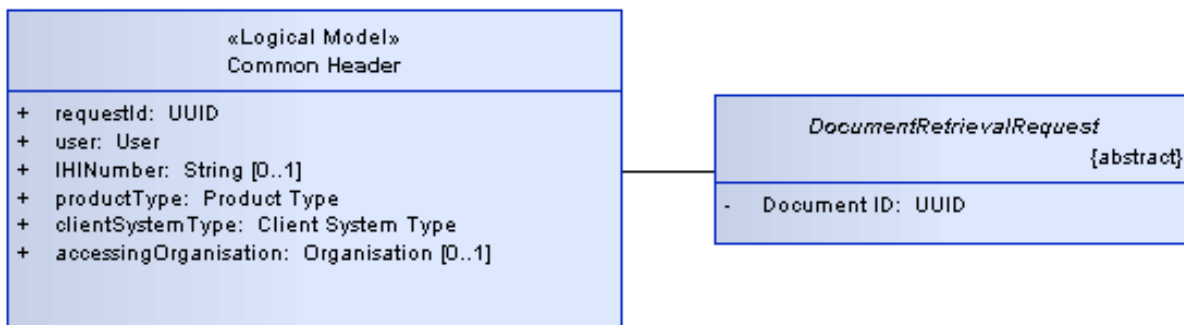 «Logical Model»
Common Header
+ requestId: UUID
+ user: User
+ IHINumber: String [0..1]
+ productType: Product Type
+ clientSystemType: Client System Type
+ accessingOrganisation: Organisation [0..1]
DocumentRetrievalRequest
{abstract}
- Document ID: UUID